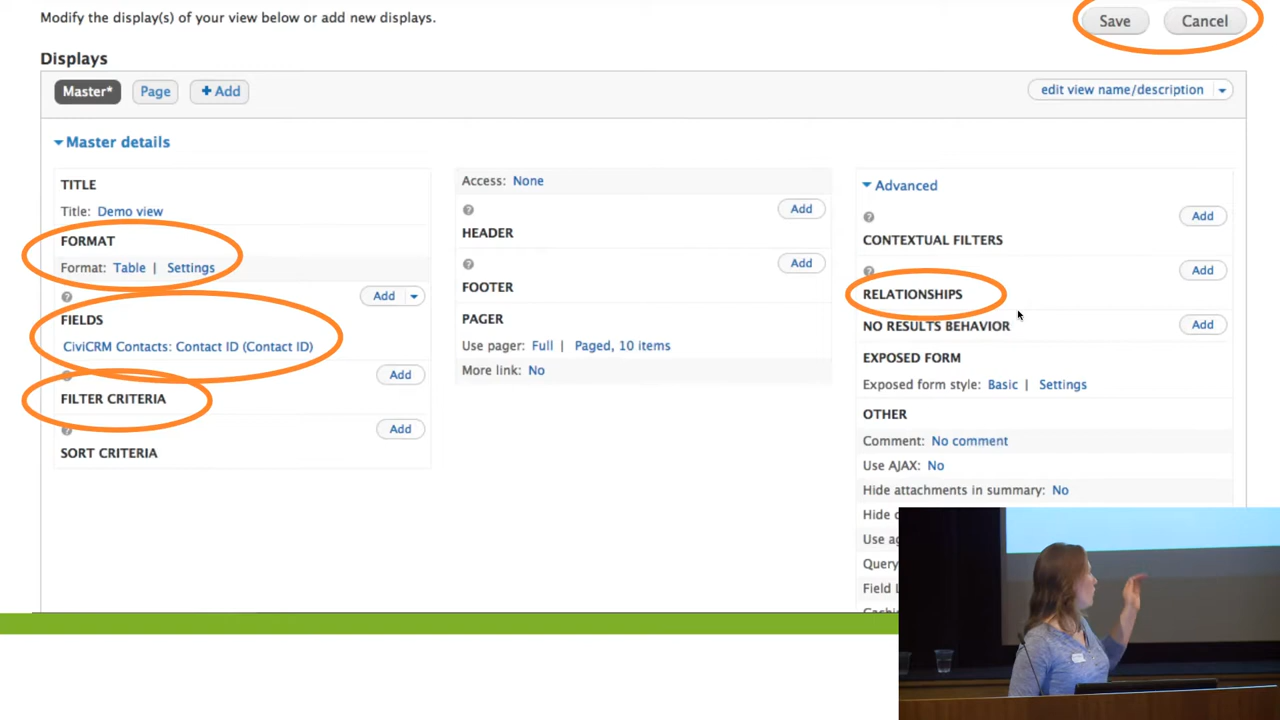 Modify the display(s) of your view below or add new displays.
Save
Cancel
Displays
Master*
Page
+ Add
edit view name/description
Master details
TITLE
Title: Demo view
FORMAT
Format: Table | Settings
Add
FIELDS
CiviCRM Contacts: Contact ID (Contact ID)
Add
FILTER CRITERIA
Add
SORT CRITERIA
Access: None
Add
HEADER
Add
FOOTER
PAGER
Use pager: Full | Paged, 10 items
More link: No
Advanced
Add
CONTEXTUAL FILTERS
Add
RELATIONSHIPS
Add
NO RESULTS BEHAVIOR
EXPOSED FORM
Exposed form style: Basic | Settings
OTHER
Comment: No comment
Use AJAX: No
Hide attachments in summary: No
Hide
Use
Query
Field